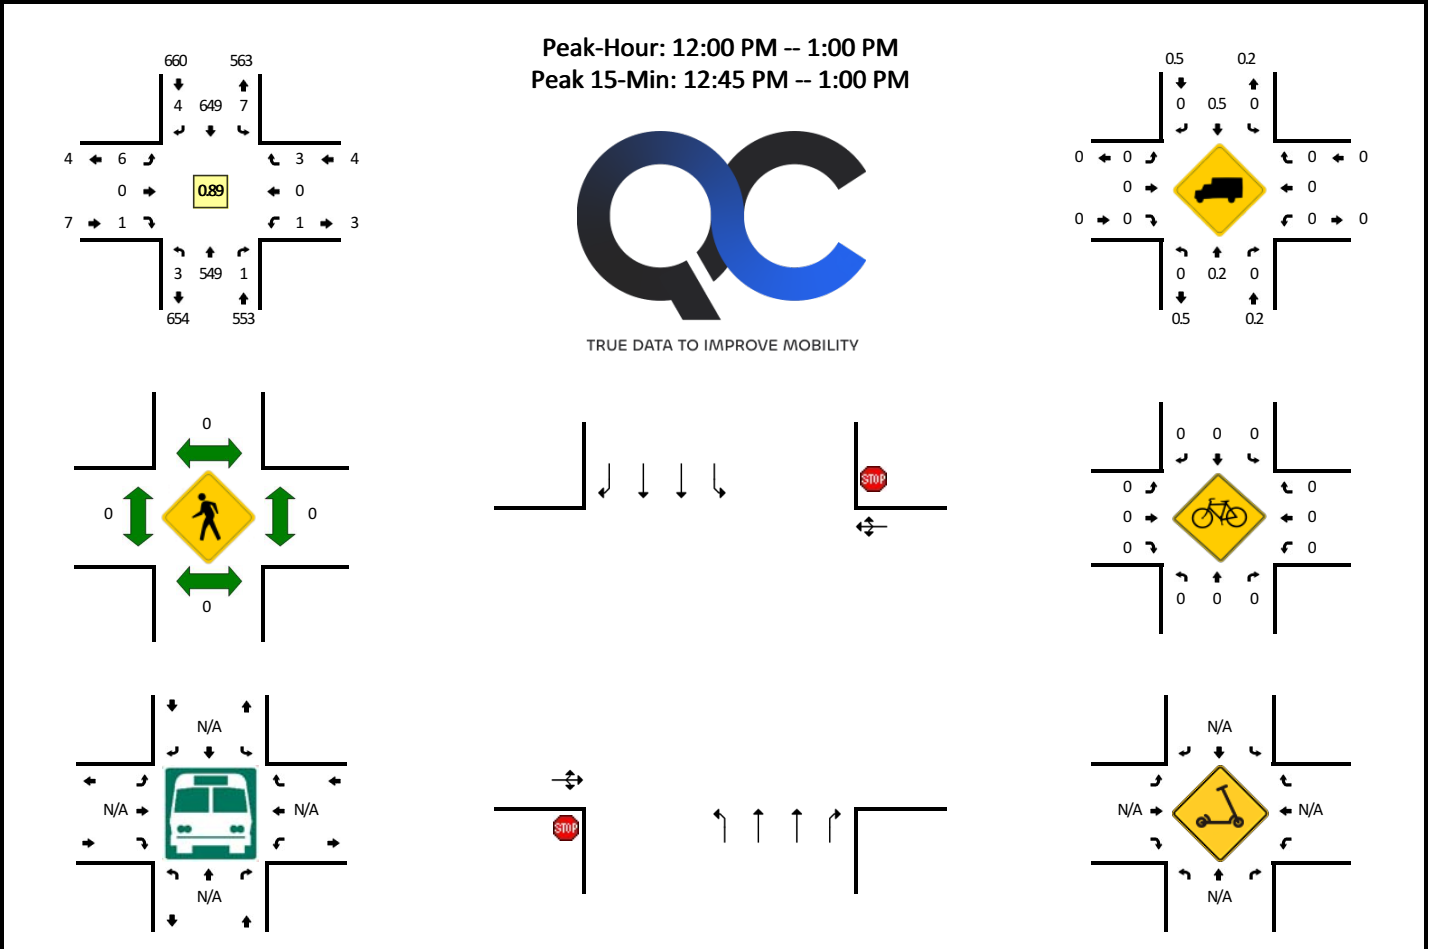 Peak-Hour: 12:00 PM -- 1:00 PM
Peak 15-Min: 12:45 PM -- 1:00 PM
660 563
4 649 7
4 6 3 4
0 0.89 0
7 1 1 3
3 549 1
654 553
TRUE DATA TO IMPROVE MOBILITY
0.5 0.2
0 0.5 0
0 0 0 0
0 0
0 0 0 0
0 0.2 0
0.5 0.2
0
0 0
0
STOP
STOP
0 0 0
0 0
0 0
0 0
0 0 0
N/A
N/A N/A
N/A
N/A
N/A N/A
N/A